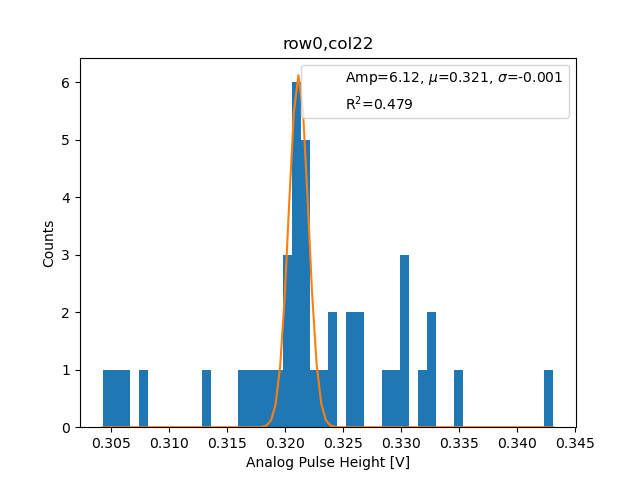 row0,col22
Amp=6.12, μ=0.321, σ=-0.001
R²=0.479
6
5
4
3
2
1
0
Counts
0.305 0.310 0.315 0.320 0.325 0.330 0.335 0.340 0.345
Analog Pulse Height [V]